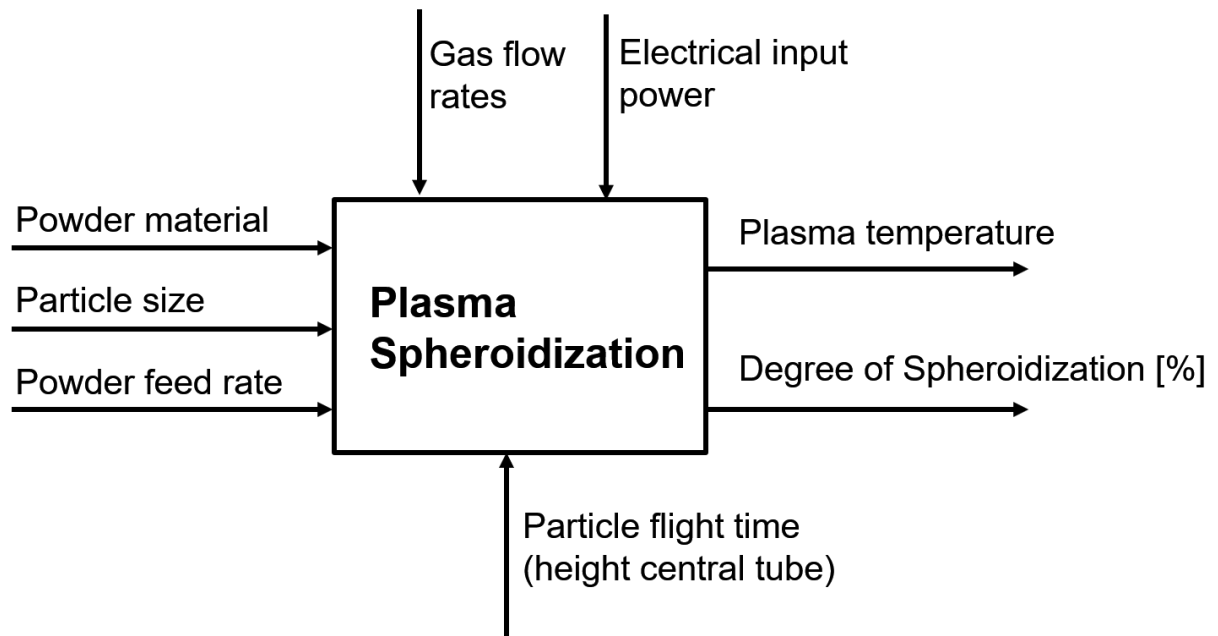 Gas flow
rates
Electrical input
power
Powder material
Particle size
Powder feed rate
Plasma
Spheroidization
Plasma temperature
Degree of Spheroidization [%]
Particle flight time
(height central tube)